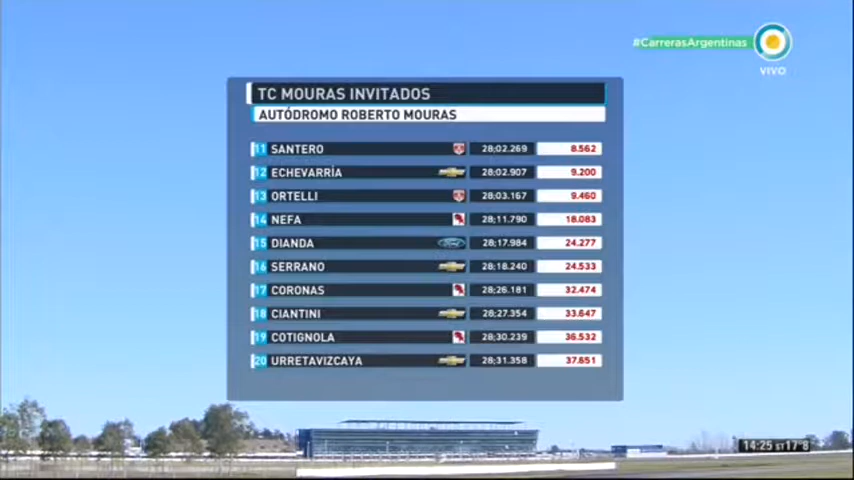 #CarrerasArgentinas
VIVO
TC MOURAS INVITADOS
AUTÓDROMO ROBERTO MOURAS
11 SANTERO 28;02.269 8.562
12 ECHEVARRÍA 28;02.907 9.200
13 ORTELLI 28;03.167 9.460
14 NEFA 28;11.790 18.083
15 DIANDA Ford 28;17.984 24.277
16 SERRANO 28;18.240 24.533
17 CORONAS 28;26.181 32.474
18 CIANTINI 28;27.354 33.647
19 COTIGNOLA 28;30.239 36.532
20 URRETAVIZCAYA 28;31.358 37.651
14:25 ST 17°8